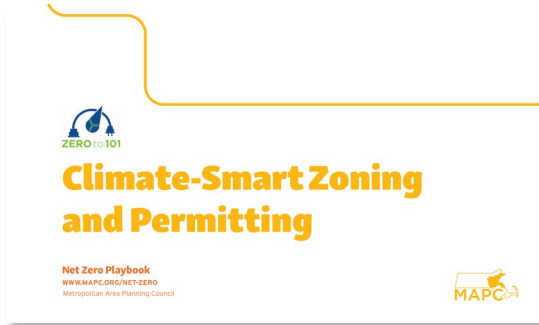 ZERO to 101
Climate-Smart Zoning
and Permitting
Net Zero Playbook
WWW.MAPC.ORG/NET-ZERO
Metropolitan Area Planning Council
MAPC